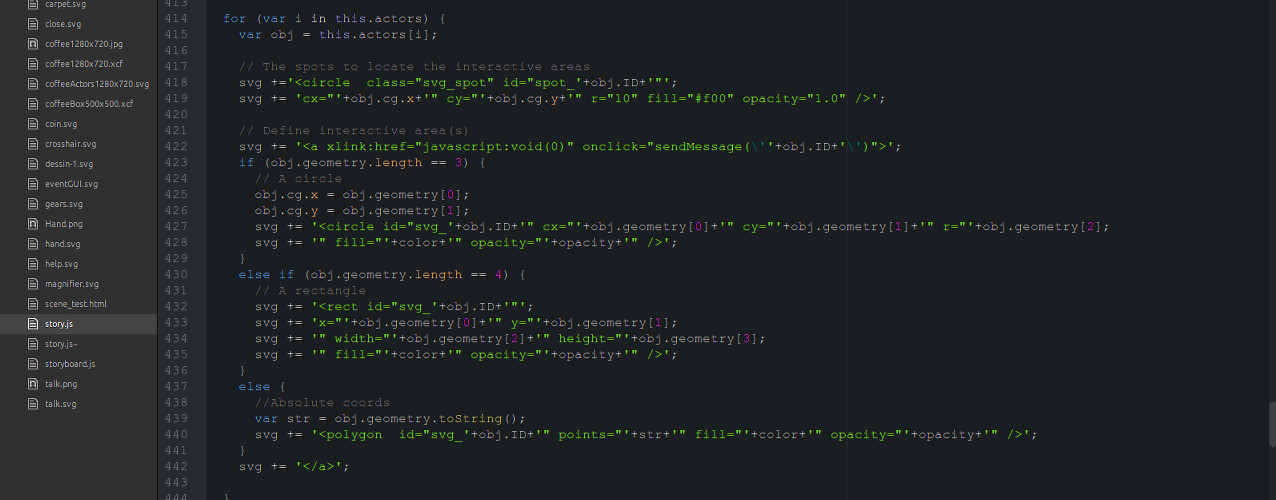 carpet.svg
close.svg
coffee1280x720.jpg
coffee1280x720.xcf
coffeeActors1280x720.svg
coffeeBox500x500.xcf
coin.svg
crosshair.svg
dessin-1.svg
eventGUI.svg
gears.svg
Hand.png
hand.svg
help.svg
magnifier.svg
scene_test.html
story.js
story.js~
storyboard.js
talk.png
talk.svg
413
414 for (var i in this.actors) {
415 var obj = this.actors[i];
416
417 // The spots to locate the interactive areas
418 svg +='<circle  class="svg_spot" id="spot_'+obj.ID+'"';
419 svg += 'cx="'+obj.cg.x+'" cy="'+obj.cg.y+'" r="10" fill="#f00" opacity="1.0" />';
420
421 // Define interactive area(s)
422 svg += '<a xlink:href="javascript:void(0)" onclick="sendMessage(\''+obj.ID+'\')">';
423 if (obj.geometry.length == 3) {
424 // A circle
425 obj.cg.x = obj.geometry[0];
426 obj.cg.y = obj.geometry[1];
427 svg += '<circle id="svg_'+obj.ID+'" cx="'+obj.geometry[0]+'" cy="'+obj.geometry[1]+'" r="'+obj.geometry[2];
428 svg += '" fill="'+color+'" opacity="'+opacity+'" />';
429 }
430 else if (obj.geometry.length == 4) {
431 // A rectangle
432 svg += '<rect id="svg_'+obj.ID+'"';
433 svg += 'x="'+obj.geometry[0]+'" y="'+obj.geometry[1];
434 svg += '" width="'+obj.geometry[2]+'" height="'+obj.geometry[3];
435 svg += '" fill="'+color+'" opacity="'+opacity+'" />';
436 }
437 else {
438 //Absolute coords
439 var str = obj.geometry.toString();
440 svg += '<polygon  id="svg_'+obj.ID+'" points="'+str+'" fill="'+color+'" opacity="'+opacity+'" />';
441 }
442 svg += '</a>';
443
444 }